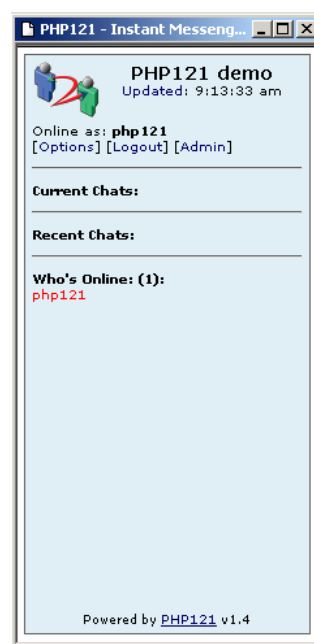 PHP121 - Instant Messeng...
PHP121 demo
Updated: 9:13:33 am
Online as: php121
[Options] [Logout] [Admin]
Current Chats:
Recent Chats:
Who's Online: (1):
php121
Powered by PHP121 v1.4